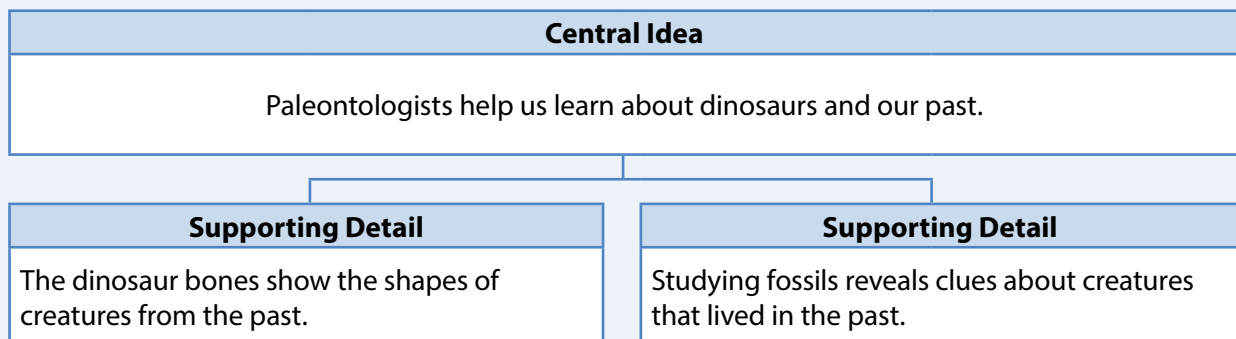 Central Idea
Paleontologists help us learn about dinosaurs and our past.
Supporting Detail
The dinosaur bones show the shapes of
creatures from the past.
Supporting Detail
Studying fossils reveals clues about creatures
that lived in the past.